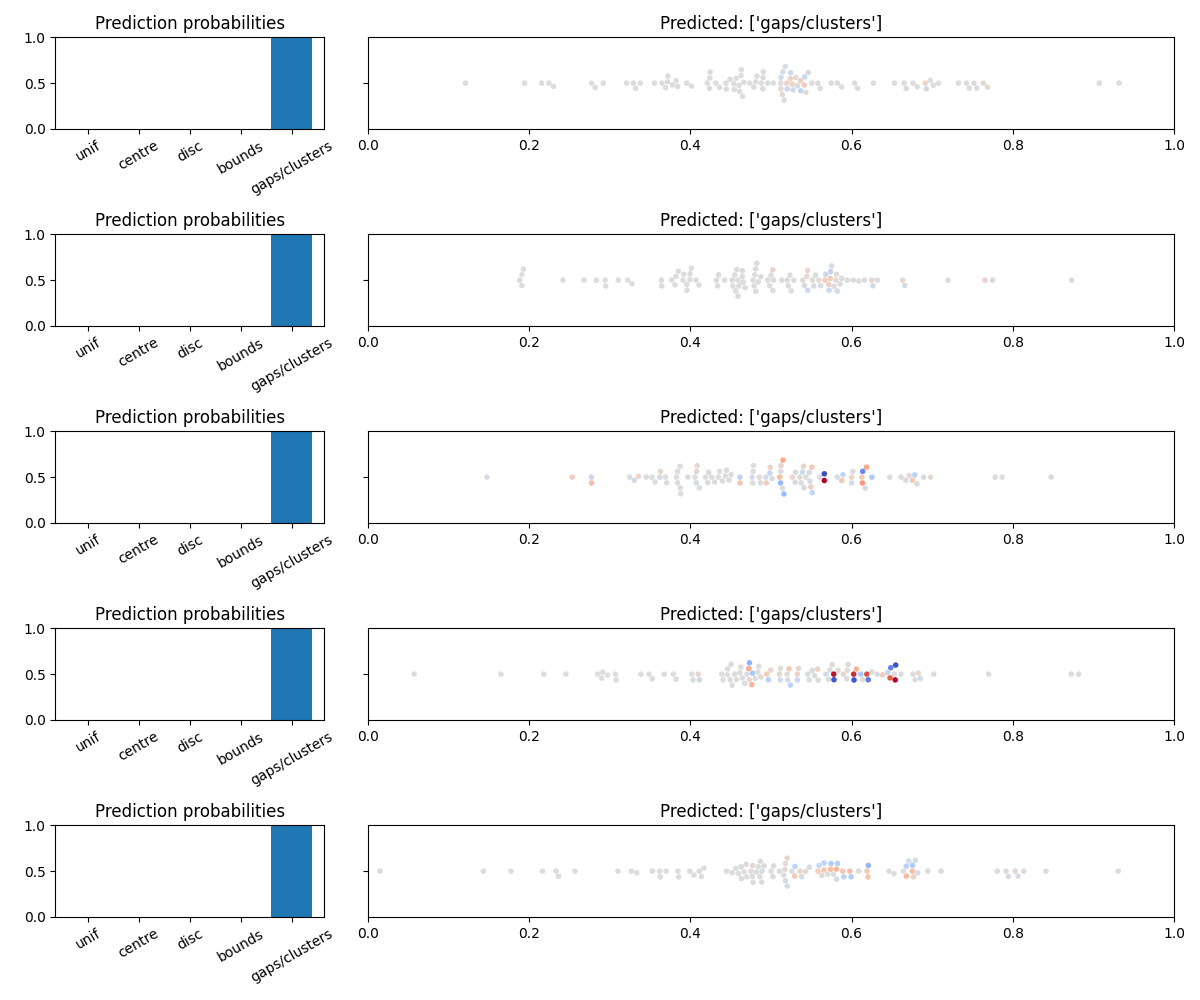 Prediction probabilities
Predicted: ['gaps/clusters']
1.0
0.5
0.0
unif
centre
disc
bounds
gaps/clusters
0.0 0.2 0.4 0.6 0.8 1.0
Prediction probabilities
Predicted: ['gaps/clusters']
1.0
0.5
0.0
unif
centre
disc
bounds
gaps/clusters
0.0 0.2 0.4 0.6 0.8 1.0
Prediction probabilities
Predicted: ['gaps/clusters']
1.0
0.5
0.0
unif
centre
disc
bounds
gaps/clusters
0.0 0.2 0.4 0.6 0.8 1.0
Prediction probabilities
Predicted: ['gaps/clusters']
1.0
0.5
0.0
unif
centre
disc
bounds
gaps/clusters
0.0 0.2 0.4 0.6 0.8 1.0
Prediction probabilities
Predicted: ['gaps/clusters']
1.0
0.5
0.0
unif
centre
disc
bounds
gaps/clusters
0.0 0.2 0.4 0.6 0.8 1.0